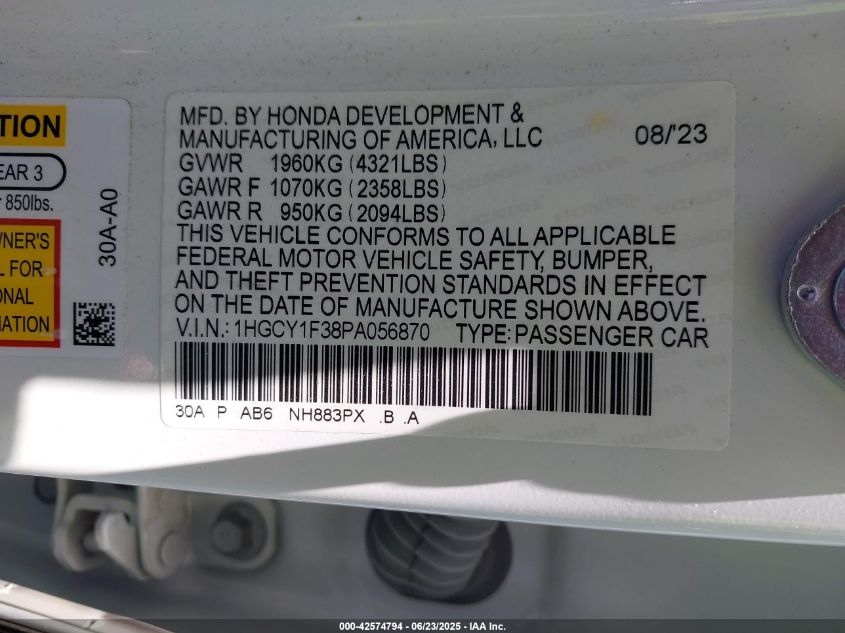 TION
EAR 3
850lbs.
WNER'S
L FOR
ONAL
MATION
30A-A0
MFD. BY HONDA DEVELOPMENT &
MANUFACTURING OF AMERICA, LLC 08/'23
GVWR 1960KG (4321LBS)
GAWR F 1070KG (2358LBS)
GAWR R 950KG (2094LBS)
THIS VEHICLE CONFORMS TO ALL APPLICABLE
FEDERAL MOTOR VEHICLE SAFETY, BUMPER,
AND THEFT PREVENTION STANDARDS IN EFFECT
ON THE DATE OF MANUFACTURE SHOWN ABOVE.
V.I.N.: 1HGCY1F38PA056870 TYPE: PASSENGER CAR
30A P AB6 NH883PX .B .A
000-42574794 - 06/23/2025 - IAA Inc.